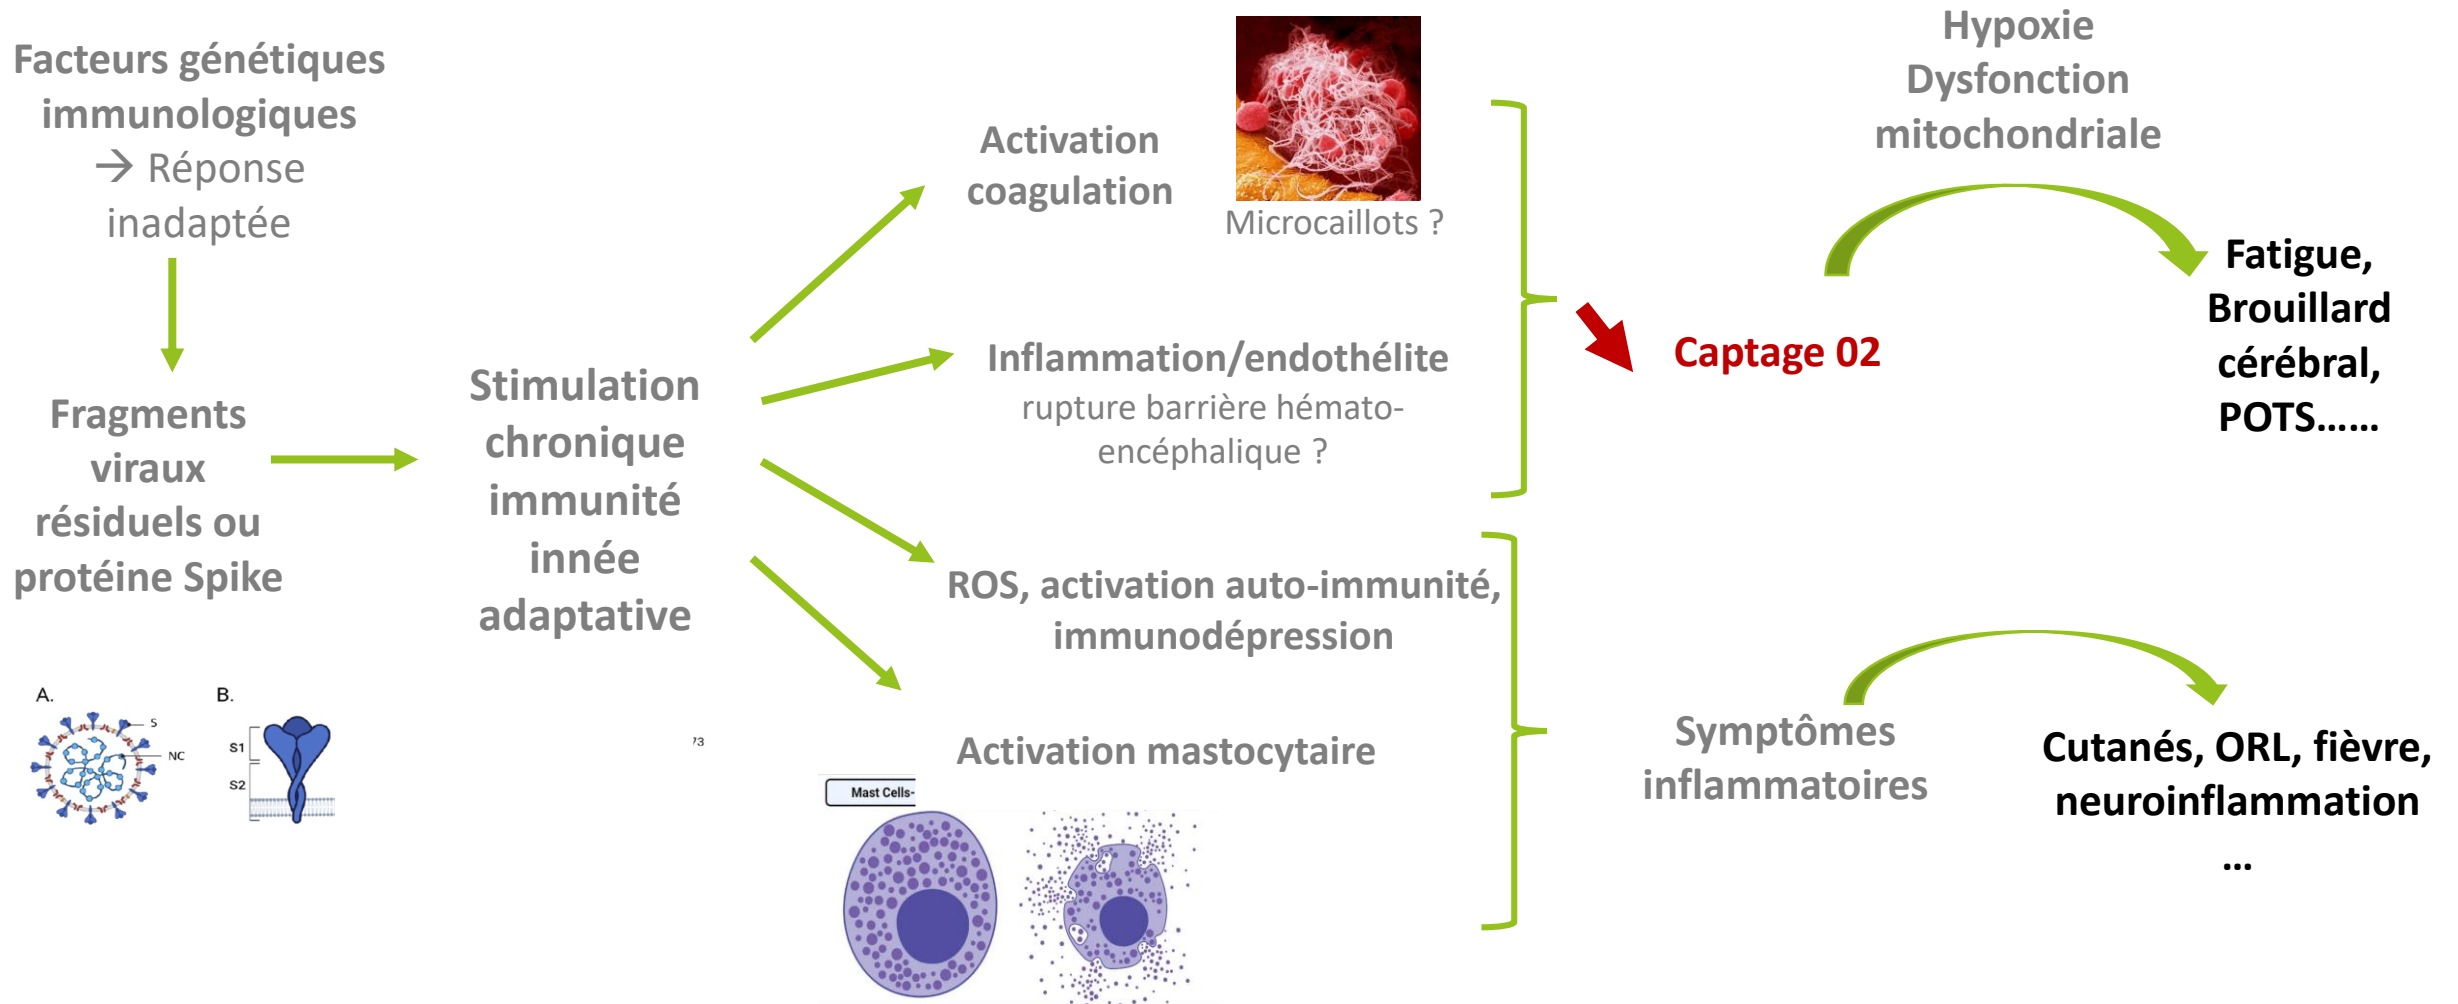 Facteurs génétiques
immunologiques
→ Réponse
inadaptée
Fragments
viraux
résiduels ou
protéine Spike
A.
S
NC
B.
S1
S2
Stimulation
chronique
immunité
innée
adaptative
73
Activation
coagulation
Microcaillots ?
Inflammation/endothélite
rupture barrière hémato-
encéphalique ?
ROS, activation auto-immunité,
immunodépression
Activation mastocytaire
Mast Cells-
Captage 02
Hypoxie
Dysfonction
mitochondriale
Fatigue,
Brouillard
cérébral,
POTS......
Symptômes
inflammatoires
Cutanés, ORL, fièvre,
neuroinflammation
...